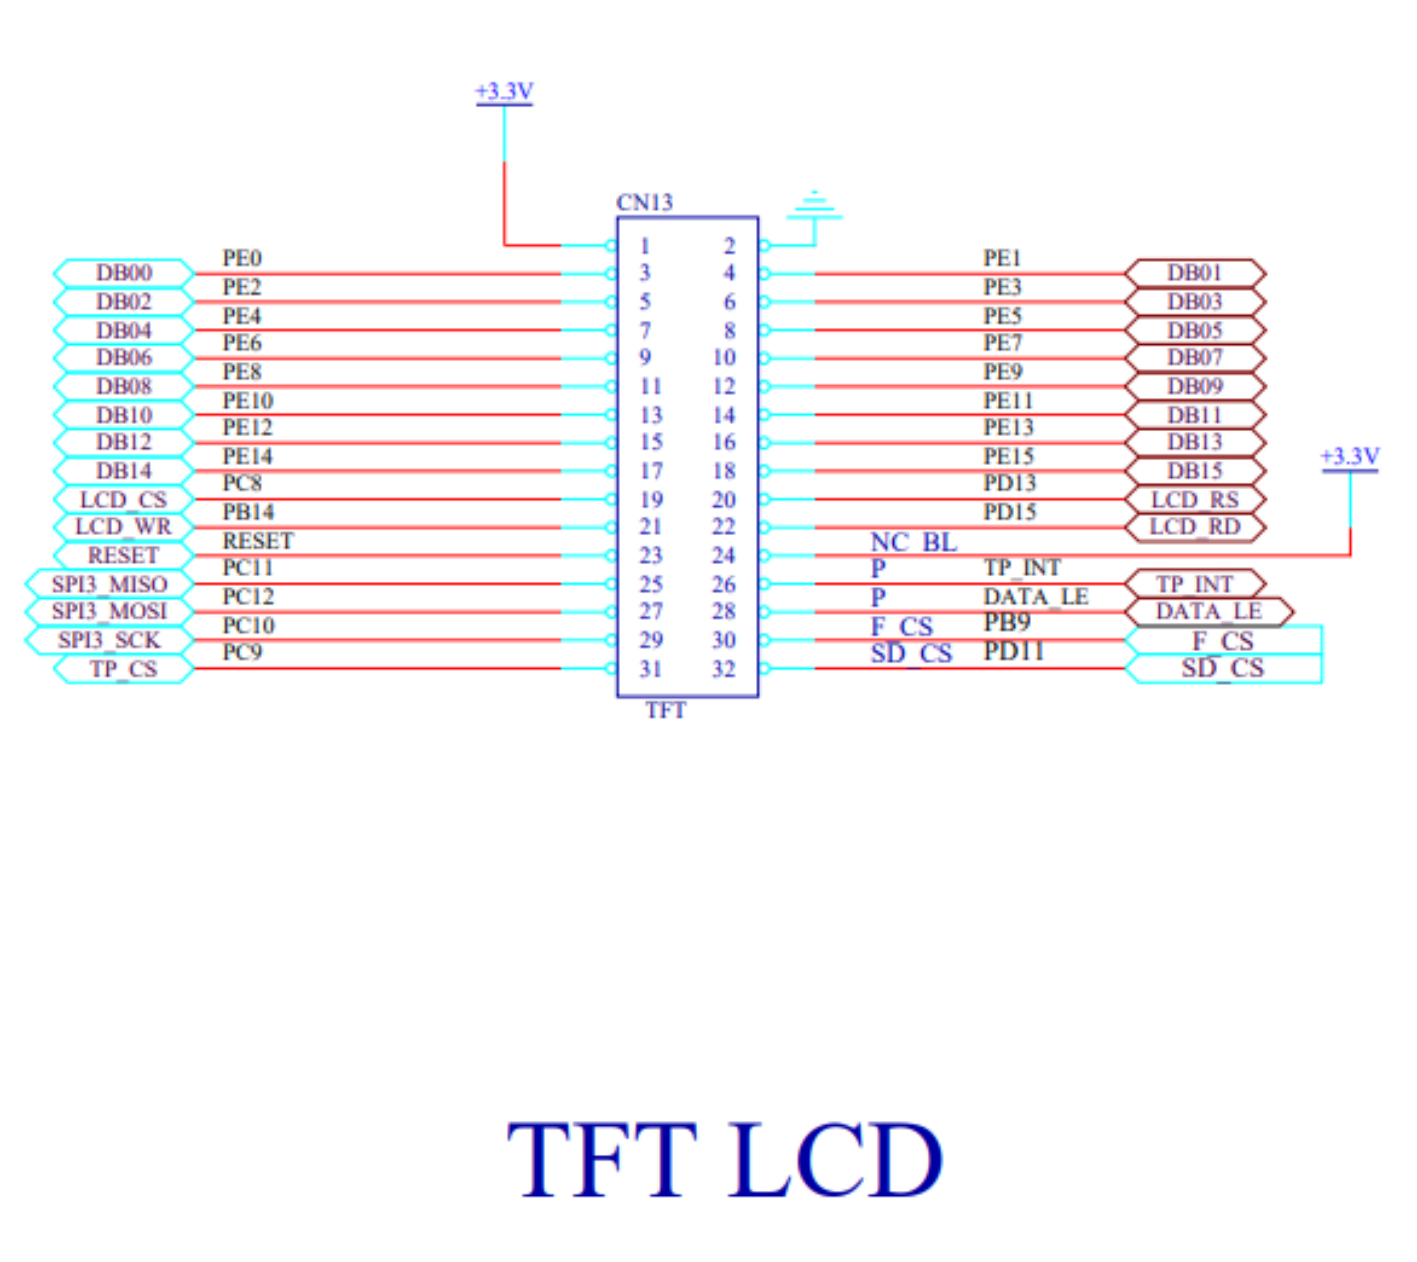 +3.3V
CN13
1 2
PE0 PE1
DB00 3 4 DB01
PE2 PE3
DB02 5 6 DB03
PE4 PE5
DB04 7 8 DB05
PE6 PE7
DB06 9 10 DB07
PE8 PE9
DB08 11 12 DB09
PE10 PE11
DB10 13 14 DB11
PE12 PE13
DB12 15 16 DB13
PE14 PE15 +3.3V
DB14 17 18 DB15
PC8 PD13
LCD_CS 19 20 LCD_RS
PB14 PD15
LCD_WR 21 22 LCD_RD
RESET NC BL
RESET 23 24
PC11 P TP_INT
SPI3_MISO 25 26 TP_INT
PC12 P DATA_LE
SPI3_MOSI 27 28 DATA_LE
PC10 F_CS PB9
SPI3_SCK 29 30 F_CS
PC9 SD_CS PD11
TP_CS 31 32 SD_CS
TFT
TFT LCD